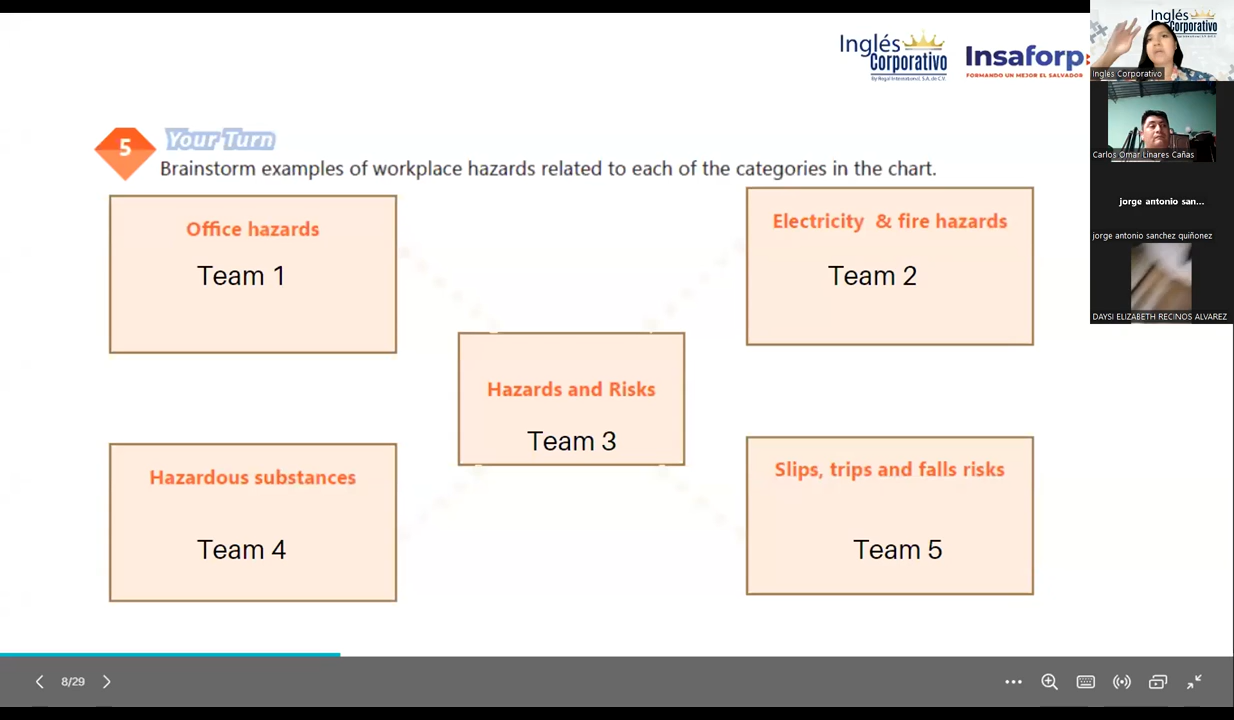 Inglés
Corporativo
By Regal International, S.A. de C.V.
Insaforp
FORMANDO UN MEJOR EL SALVADOR
Inglés
Corporativo
Ingles Corporativo
Carlos Omar Linares Cañas
jorge antonio san...
jorge antonio sanchez quiñonez
DAYSI ELIZABETH RECINOS ALVAREZ
5
Your Turn
Brainstorm examples of workplace hazards related to each of the categories in the chart.
Office hazards
Team 1
Electricity & fire hazards
Team 2
Hazards and Risks
Team 3
Hazardous substances
Team 4
Slips, trips and falls risks
Team 5
8/29